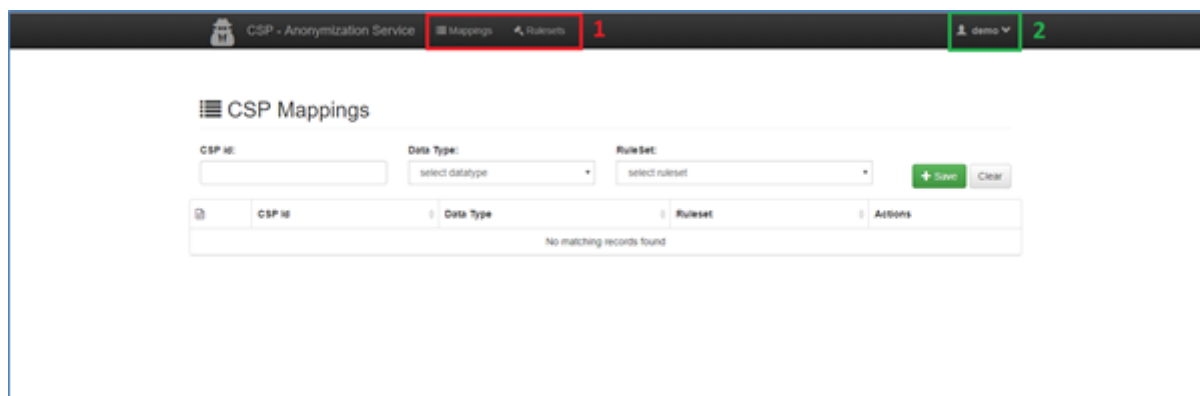 CSP - Anonymization Service Mappings Rulesets 1 demo 2
CSP Mappings
CSP id: Data Type: RuleSet:
select datatype select ruleset + Save Clear
CSP Id Data Type Ruleset Actions
No matching records found